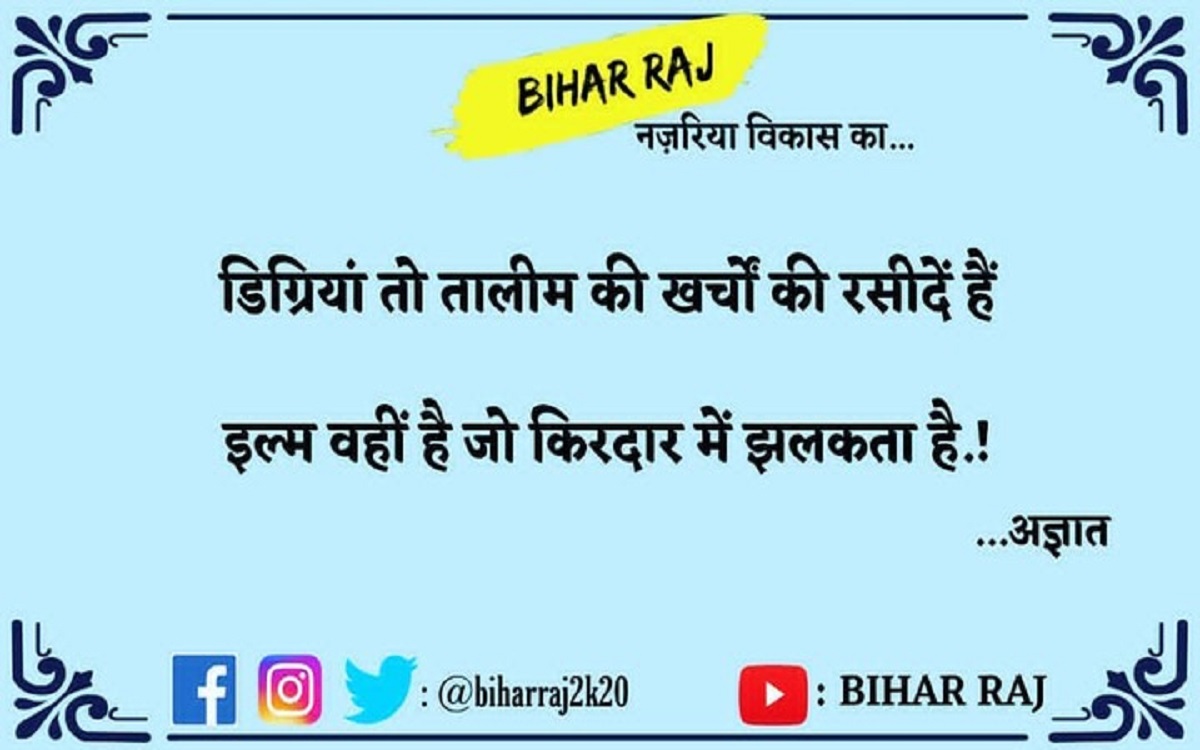 BIHAR RAJ
नज़रिया विकास का...
डिग्रियां तो तालीम की खर्चों की रसीदें हैं
इल्म वहीं है जो किरदार में झलकता है.!
...अज्ञात
: @biharraj2k20 : BIHAR RAJ